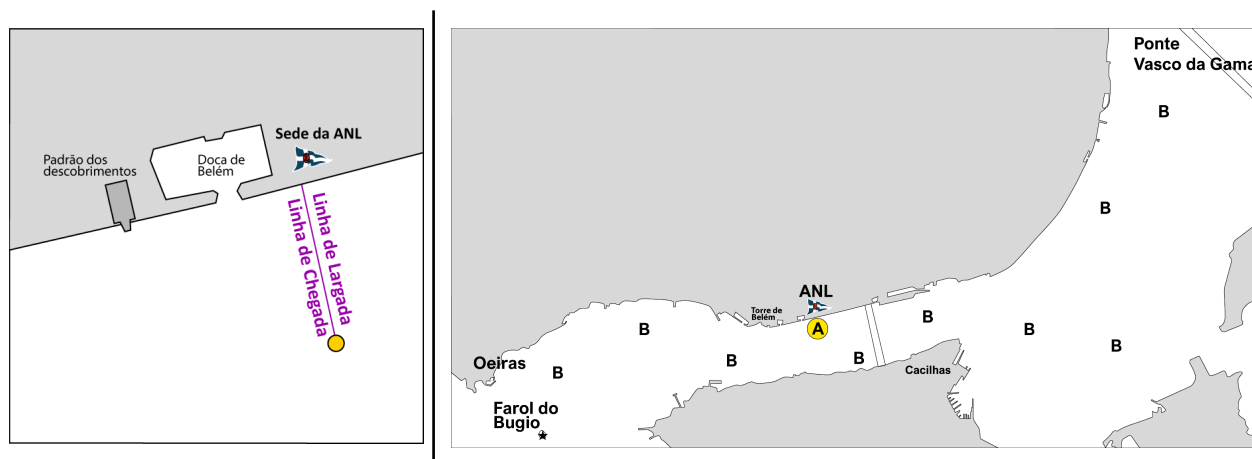 Sede da ANL
Padrão dos
descobrimentos
Doca de
Belém
Linha de Largada
Linha de Chegada
Ponte
Vasco da Gama
B
B
ANL
Torre de
Belém
A
B
B
B
B
B
B
Oeiras
B
Cacilhas
Farol do
Bugio